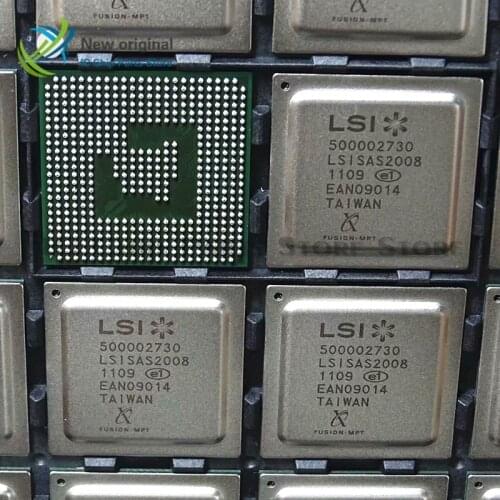 FUSION-MPT
FUSION-MPT
New original
LSI
500002730
LSISAS2008
1109 e1
EAN09014
TAIWAN
FUSION-MPT
LSI
500002730
LSISAS2008
1109 e1
EAN09014
TAIWAN
FUSION-MPT
LSI
500002730
LSISAS2008
1109 e1
EAN09014
TAIWAN
FUSION-MPT